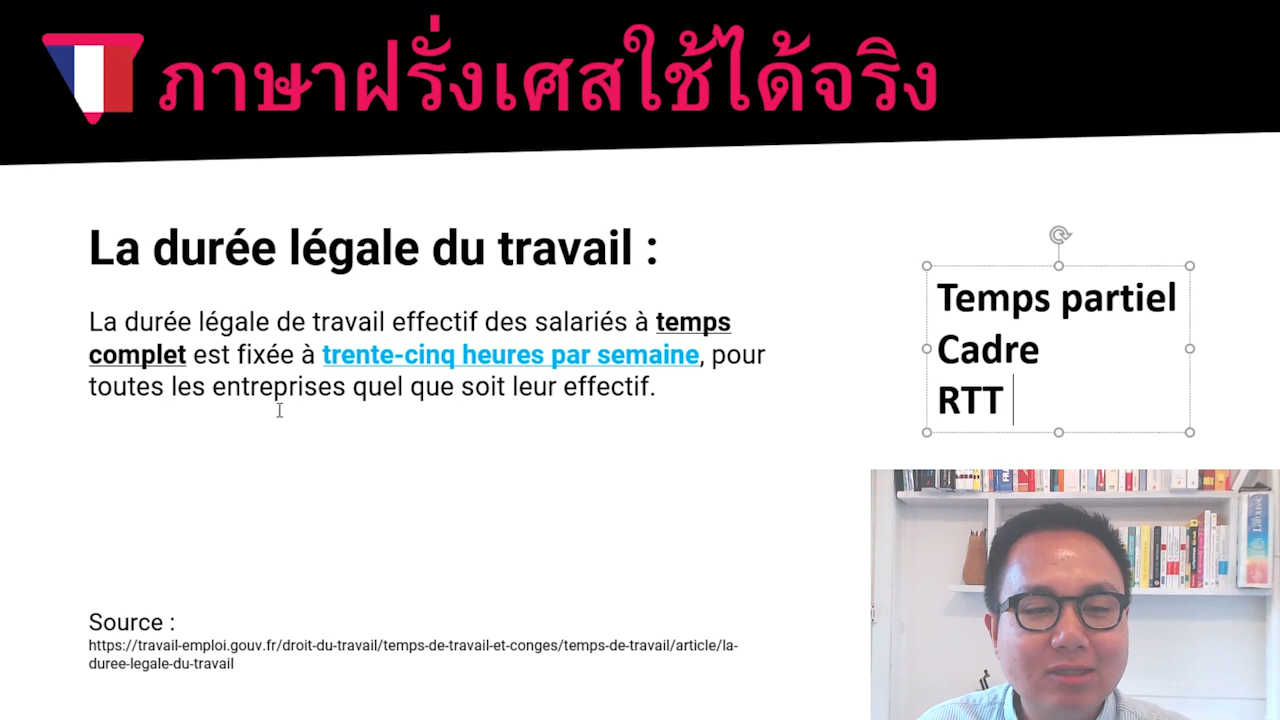 ภาษาฝรั่งเศสใช้ได้จริง
La durée légale du travail :
La durée légale de travail effectif des salariés à temps
complet est fixée à trente-cinq heures par semaine, pour
toutes les entreprises quel que soit leur effectif.
Temps partiel
Cadre
RTT
Source :
https://travail-emploi.gouv.fr/droit-du-travail/temps-de-travail-et-conges/temps-de-travail/article/la-
duree-legale-du-travail